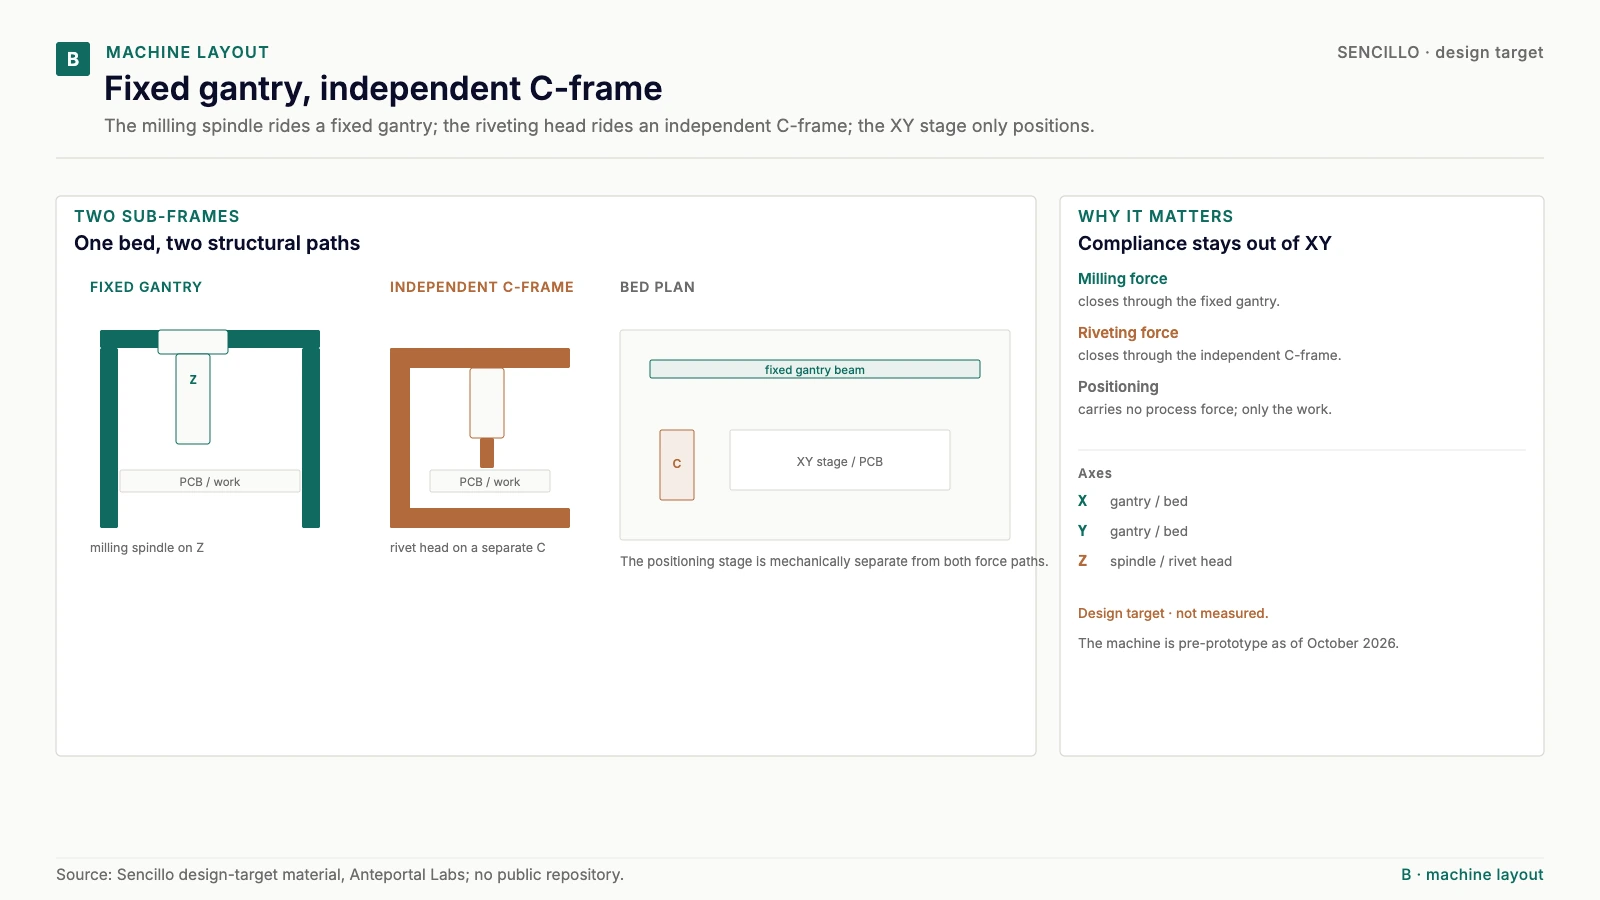 B
MACHINE LAYOUT
SENCILLO · design target
Fixed gantry, independent C-frame
The milling spindle rides a fixed gantry; the riveting head rides an independent C-frame; the XY stage only positions.
TWO SUB-FRAMES
One bed, two structural paths
FIXED GANTRY
Z
PCB / work
milling spindle on Z
INDEPENDENT C-FRAME
PCB / work
rivet head on a separate C
BED PLAN
fixed gantry beam
C
XY stage / PCB
The positioning stage is mechanically separate from both force paths.
WHY IT MATTERS
Compliance stays out of XY
Milling force
closes through the fixed gantry.
Riveting force
closes through the independent C-frame.
Positioning
carries no process force; only the work.
Axes
X gantry / bed
Y gantry / bed
Z spindle / rivet head
Design target · not measured.
The machine is pre-prototype as of October 2026.
Source: Sencillo design-target material, Anteportal Labs; no public repository.
B · machine layout